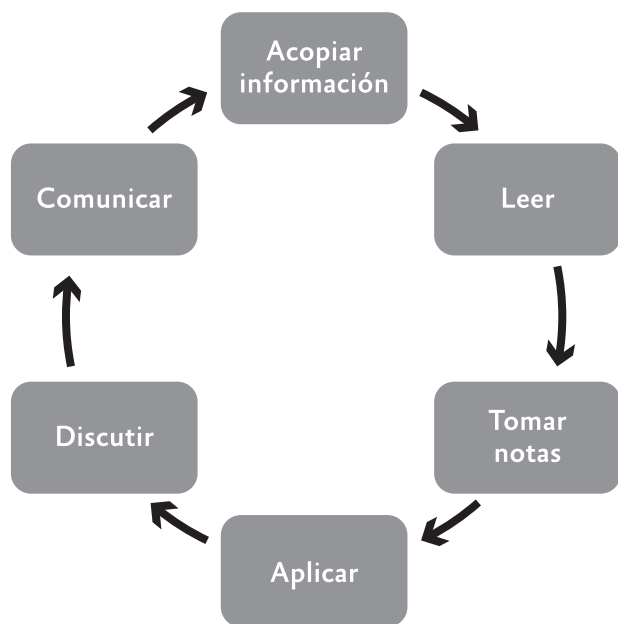 Acopiar
información
Leer
Tomar
notas
Aplicar
Discutir
Comunicar